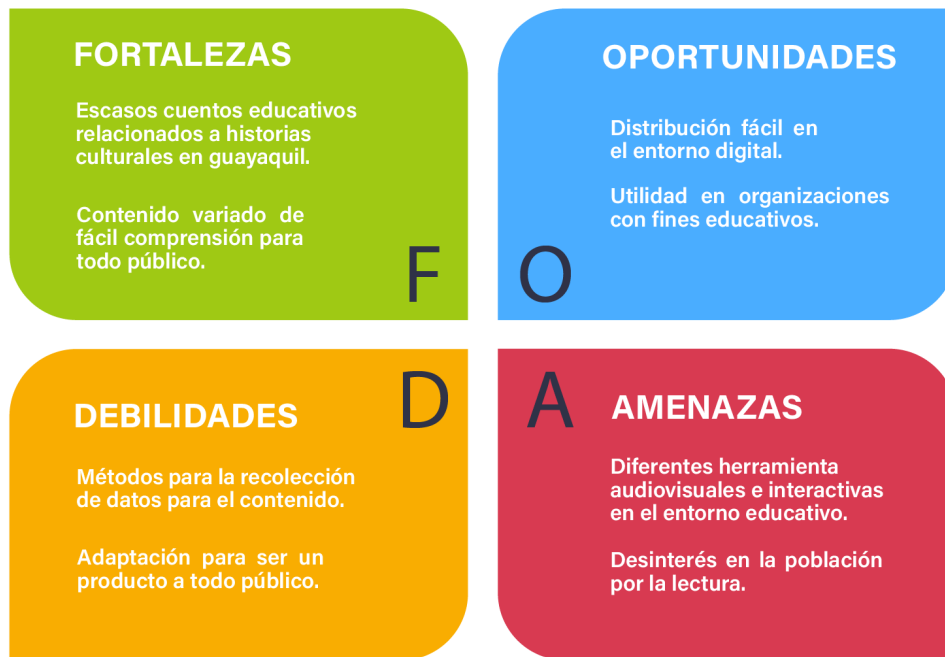 FORTALEZAS
Escasos cuentos educativos
relacionados a historias
culturales en guayaquil.
Contenido variado de
fácil comprensión para
todo público.
F
OPORTUNIDADES
Distribución fácil en
el entorno digital.
Utilidad en organizaciones
con fines educativos.
O
DEBILIDADES
D
Métodos para la recolección
de datos para el contenido.
Adaptación para ser un
producto a todo público.
A
AMENAZAS
Diferentes herramienta
audiovisuales e interactivas
en el entorno educativo.
Desinterés en la población
por la lectura.